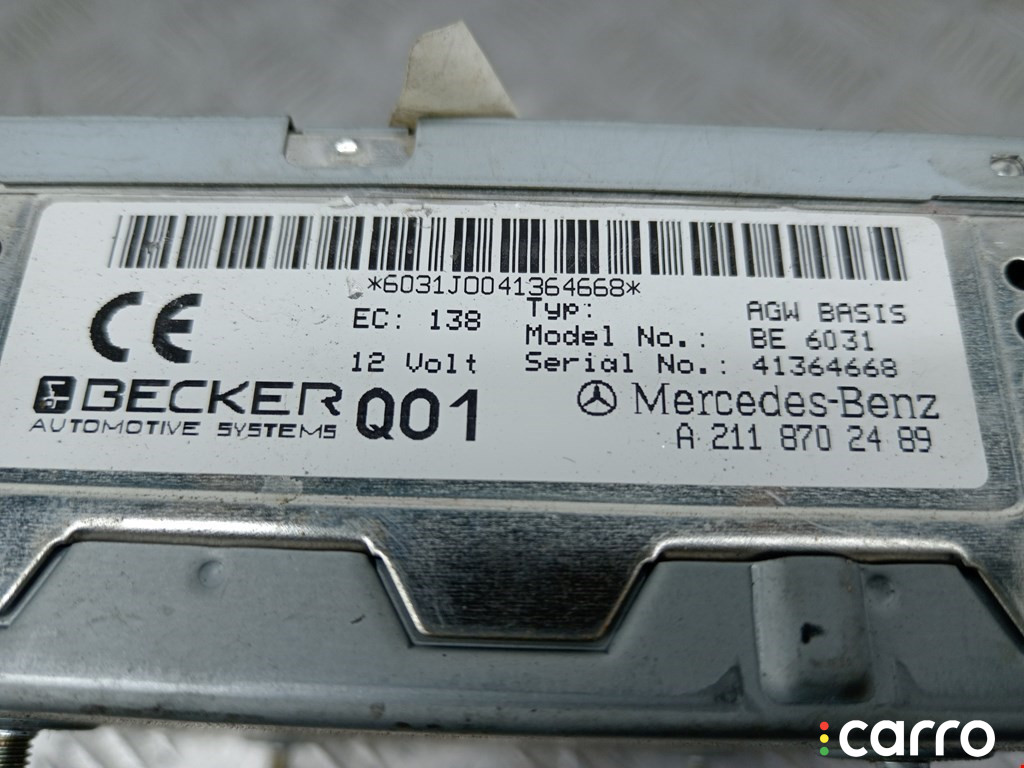 *6031J0041364668*
CE
EC: 138
12 Volt
Typ: AGW BASIS
Model No.: BE 6031
Serial No.: 41364668
BECKER
AUTOMOTIVE SYSTEMS
Q01
Mercedes-Benz
A 211 870 24 89
carro